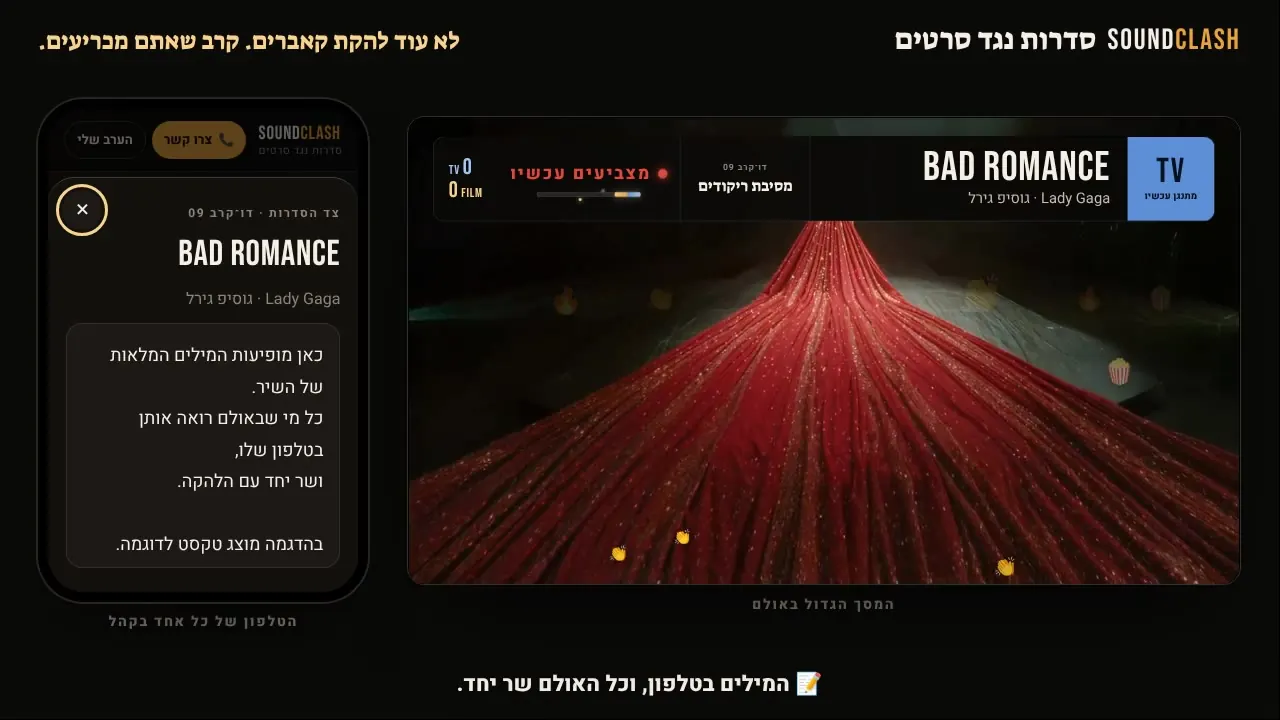 SOUNDCLASH סדרות נגד סרטים
לא עוד להקת קאברים. קרב שאתם מכריעים.
TV
מתנגן עכשיו
BAD ROMANCE
Lady Gaga · גוסיפ גירל
דו־קרב 09
מסיבת ריקודים
מצביעים עכשיו
TV 0
0 FILM
המסך הגדול באולם
SOUNDCLASH
סדרות נגד סרטים
צרו קשר
הערב שלי
×
צד הסדרות · דו־קרב 09
BAD ROMANCE
Lady Gaga · גוסיפ גירל
כאן מופיעות המילים המלאות
של השיר.
כל מי שבאולם רואה אותן
בטלפון שלו,
ושר יחד עם הלהקה.
בהדגמה מוצג טקסט לדוגמה.
הטלפון של כל אחד בקהל
המילים בטלפון, וכל האולם שר יחד.